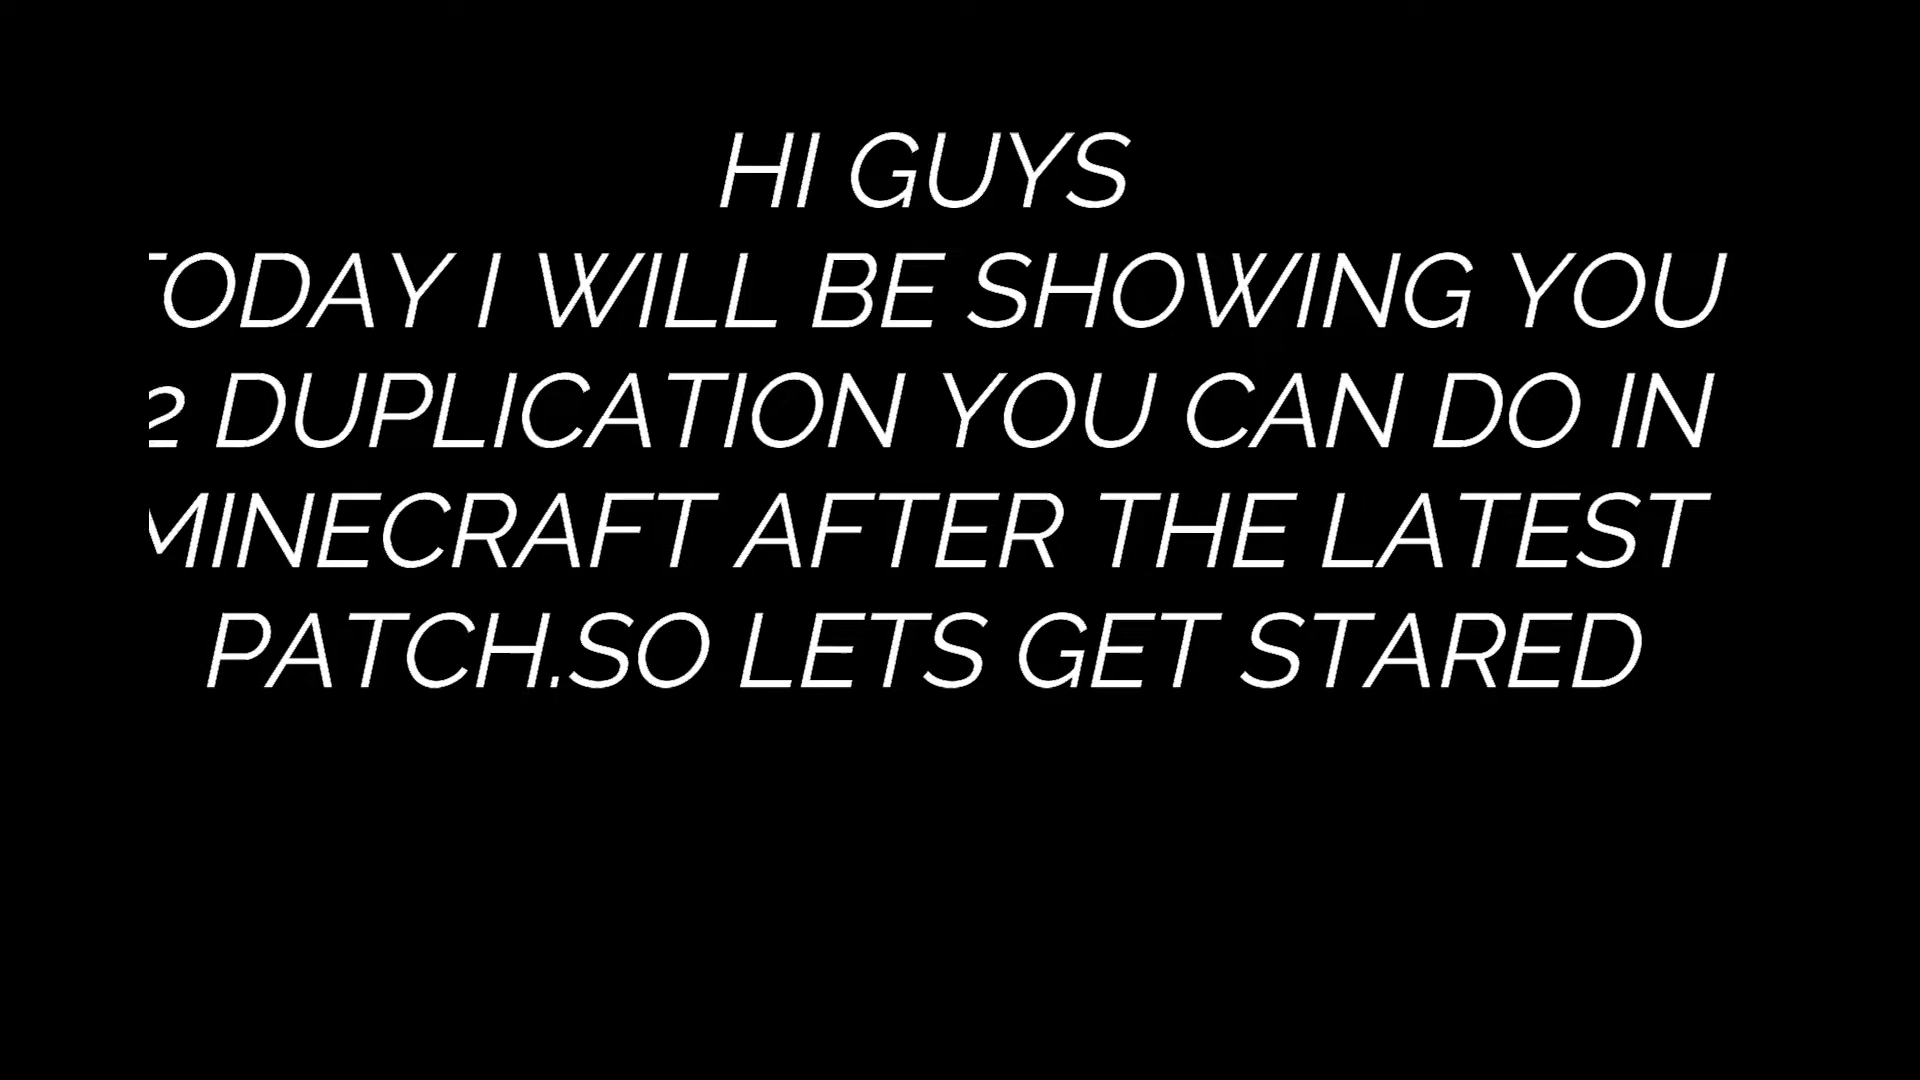 HI GUYS
TODAY I WILL BE SHOWING YOU
2 DUPLICATION YOU CAN DO IN
MINECRAFT AFTER THE LATEST
PATCH.SO LETS GET STARED